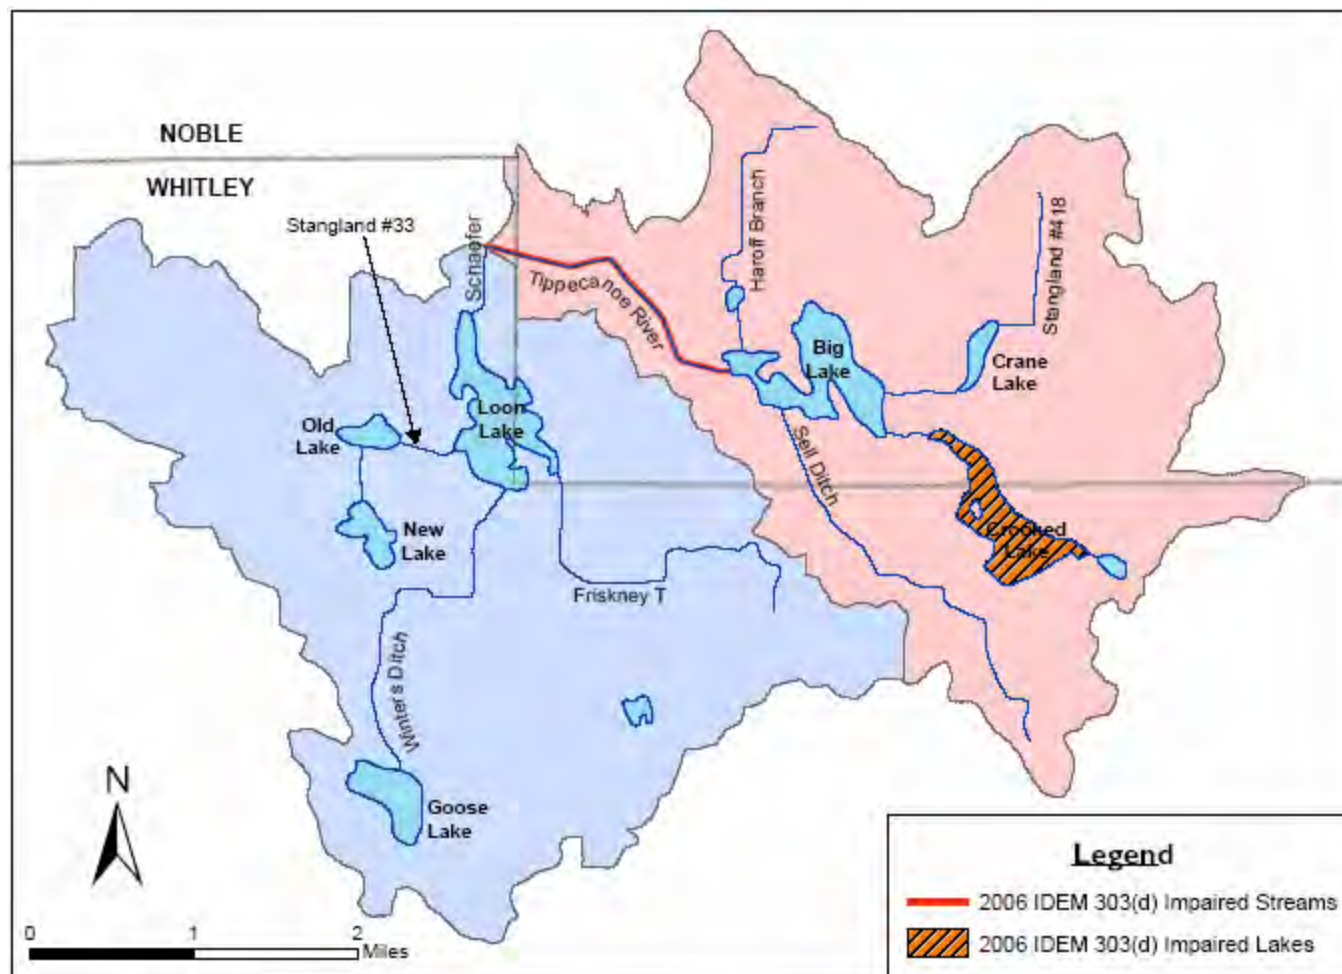 NOBLE
WHITLEY
Stangland #33
Schaefer
Tippecanoe River
Haroff Branch
Stangland #418
Big
Lake
Crane
Lake
Old
Lake
Loon
Lake
Sell Ditch
New
Lake
Crooked
Lake
Friskney T
Winters Ditch
Goose
Lake
N
0 1 2
Miles
Legend
2006 IDEM 303(d) Impaired Streams
2006 IDEM 303(d) Impaired Lakes